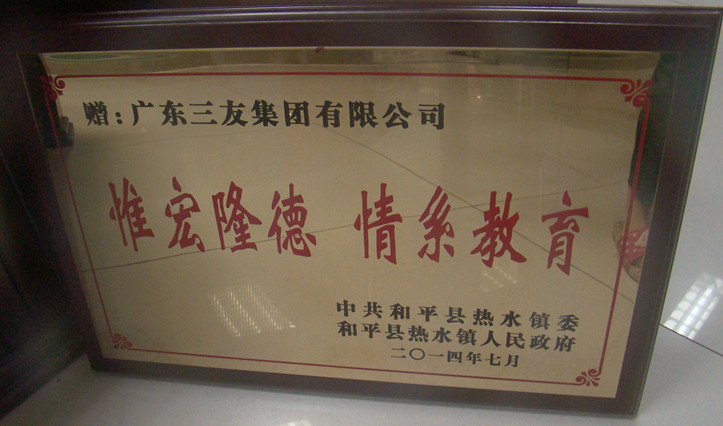 赠:广东三友集团有限公司
惟宏隆德 情系教育
中共和平县热水镇委
和平县热水镇人民政府
二〇一四年七月